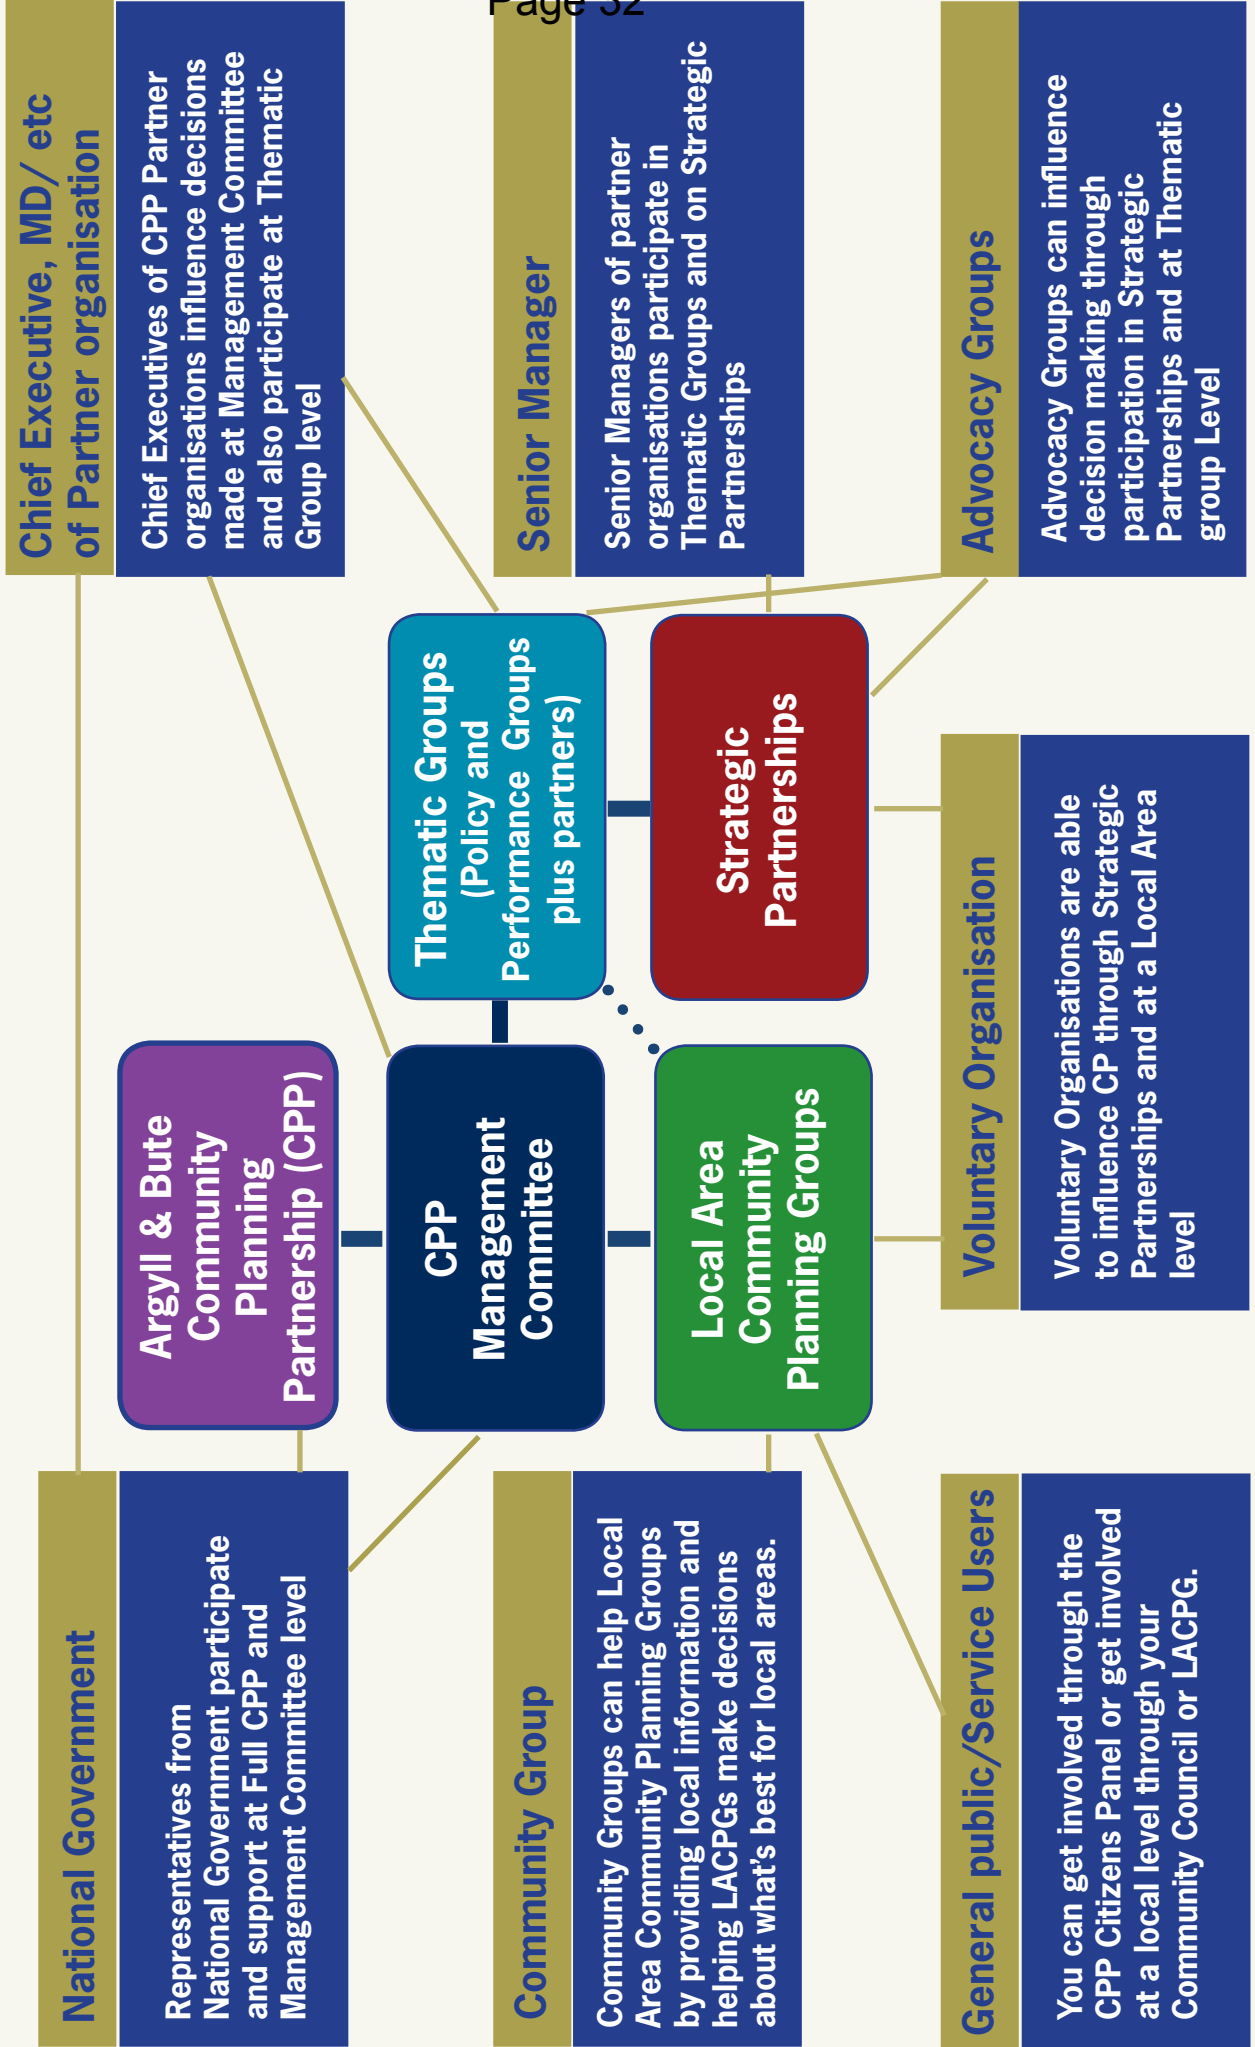 Page 32
National Government
Representatives from
National Government participate
and support at Full CPP and
Management Committee level
Argyll & Bute
Community
Planning
Partnership (CPP)
Chief Executive, MD/ etc
of Partner organisation
Chief Executives of CPP Partner
organisations influence decisions
made at Management Committee
and also participate at Thematic
Group level
Community Group
Community Groups can help Local
Area Community Planning Groups
by providing local information and
helping LACPGs make decisions
about what's best for local areas.
CPP
Management
Committee
Thematic Groups
(Policy and
Performance Groups
plus partners)
Senior Manager
Senior Managers of partner
organisations participate in
Thematic Groups and on Strategic
Partnerships
Local Area
Community
Planning Groups
Strategic
Partnerships
General public/Service Users
You can get involved through the
CPP Citizens Panel or get involved
at a local level through your
Community Council or LACPG.
Voluntary Organisation
Voluntary Organisations are able
to influence CP through Strategic
Partnerships and at a Local Area
level
Advocacy Groups
Advocacy Groups can influence
decision making through
participation in Strategic
Partnerships and at Thematic
group Level